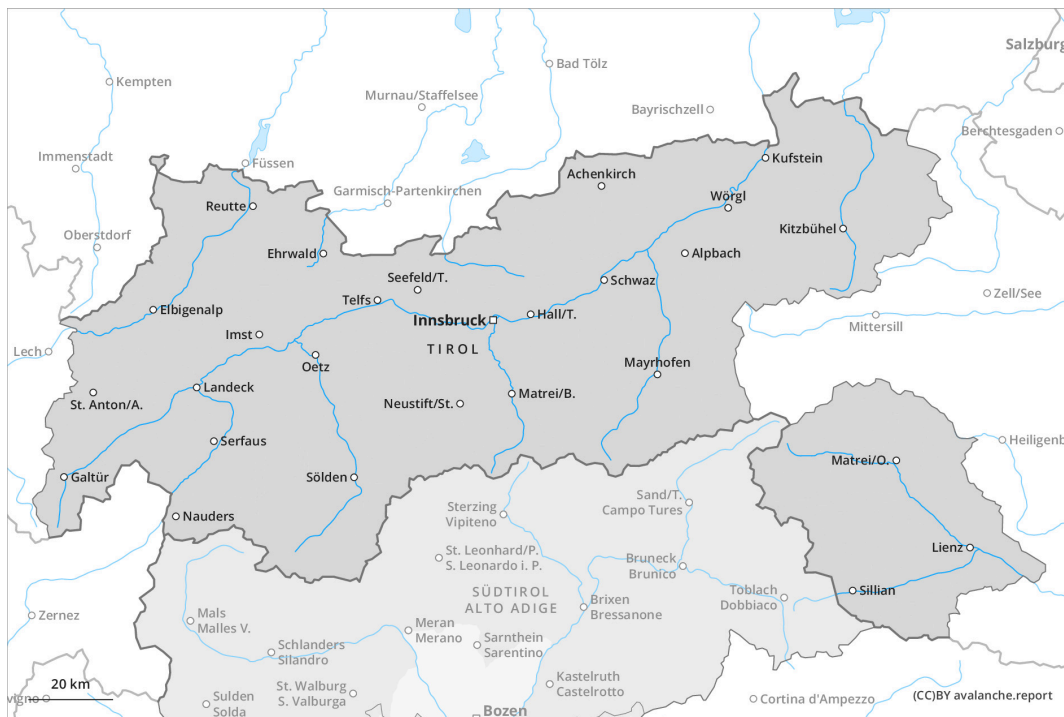 Salzburg
Bad Tölz
Kempten
Murnau/Staffelsee
Bayrischzell
Berchtesgaden
Immenstadt
Füssen
Kufstein
Achenkirch
Garmisch-Partenkirchen
Reutte
Wörgl
Oberstdorf
Kitzbühel
Ehrwald
Alpbach
Seefeld/T.
Schwaz
Zell/See
Telfs
Elbigenalp
Innsbruck
Hall/T.
Mittersill
Imst
TIROL
Lech
Oetz
Mayrhofen
Landeck
St. Anton/A.
Neustift/St.
Matrei/B.
Serfaus
Heiligenb
Matrei/O.
Galtür
Sölden
Sand/T.
Campo Tures
Sterzing
Vipiteno
Nauders
Lienz
St. Leonhard/P.
S. Leonardo i. P.
Bruneck
Brunico
SÜDTIROL
ALTO ADIGE
Sillian
Toblach
Dobbiaco
Brixen
Bressanone
Zernez
Mals
Malles V.
Meran
Merano
Sarnthein
Sarentino
Schlanders
Silandro
Kastelruth
Castelrotto
20 km
St. Walburg
S. Valburga
vigno
Sulden
Solda
Cortina d'Ampezzo
(CC)BY avalanche.report
Bozen